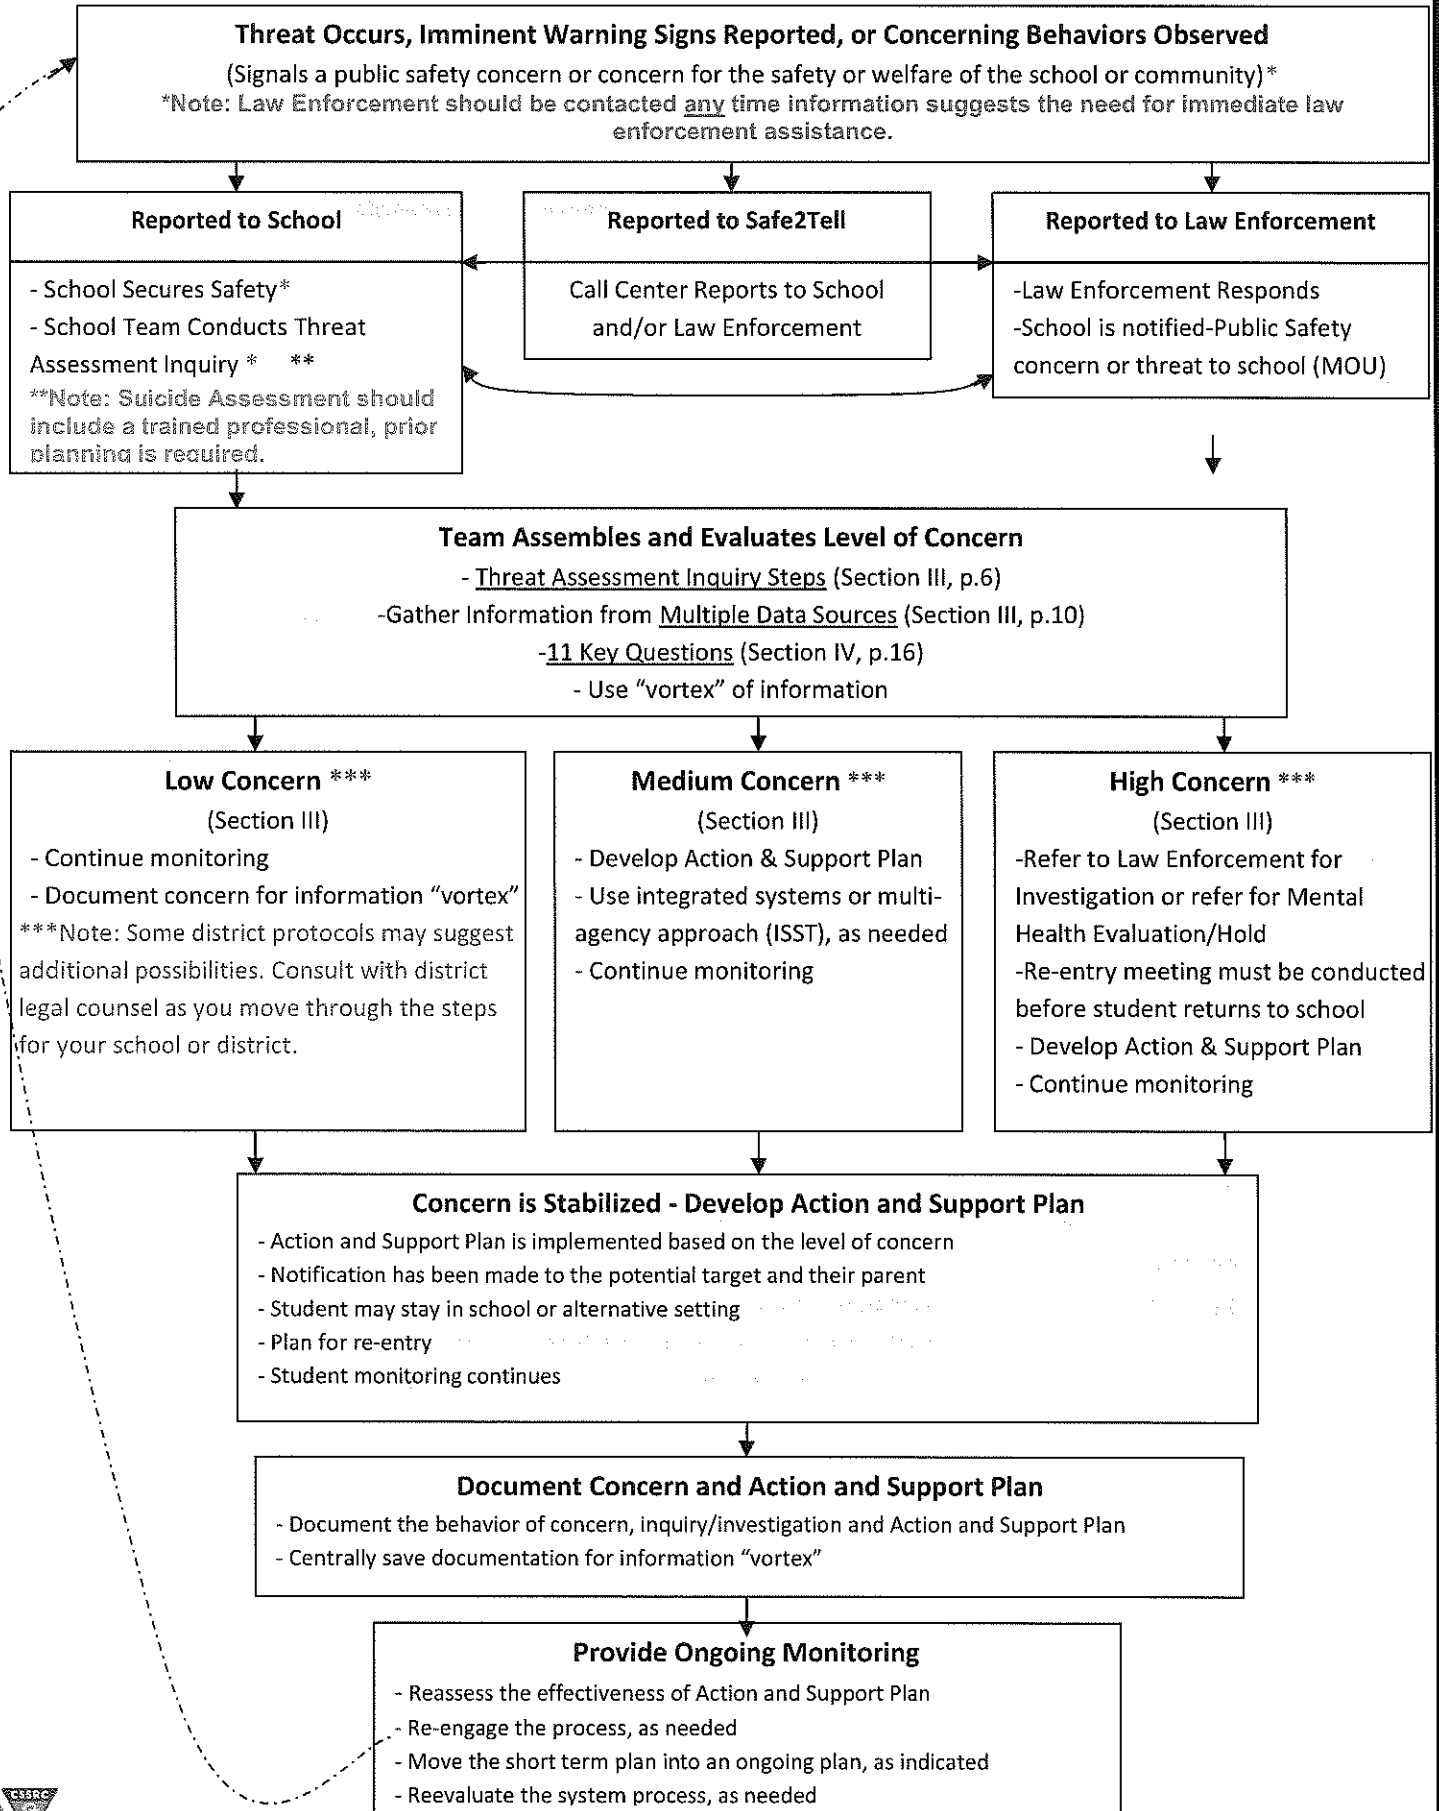 Threat Occurs, Imminent Warning Signs Reported, or Concerning Behaviors Observed
(Signals a public safety concern or concern for the safety or welfare of the school or community)*
*Note: Law Enforcement should be contacted any time information suggests the need for immediate law
enforcement assistance.
Reported to School
- School Secures Safety*
- School Team Conducts Threat
Assessment Inquiry * **
**Note: Suicide Assessment should
include a trained professional, prior
planning is required.
Reported to Safe2Tell
Call Center Reports to School
and/or Law Enforcement
Reported to Law Enforcement
-Law Enforcement Responds
-School is notified-Public Safety
concern or threat to school (MOU)
Team Assembles and Evaluates Level of Concern
- Threat Assessment Inquiry Steps (Section III, p.6)
-Gather Information from Multiple Data Sources (Section III, p.10)
-11 Key Questions (Section IV, p.16)
- Use “vortex” of information
Low Concern ***
(Section III)
- Continue monitoring
- Document concern for information “vortex”
***Note: Some district protocols may suggest
additional possibilities. Consult with district
legal counsel as you move through the steps
for your school or district.
Medium Concern ***
(Section III)
- Develop Action & Support Plan
- Use integrated systems or multi-
agency approach (ISST), as needed
- Continue monitoring
High Concern ***
(Section III)
-Refer to Law Enforcement for
Investigation or refer for Mental
Health Evaluation/Hold
-Re-entry meeting must be conducted
before student returns to school
- Develop Action & Support Plan
- Continue monitoring
Concern is Stabilized - Develop Action and Support Plan
- Action and Support Plan is implemented based on the level of concern
- Notification has been made to the potential target and their parent
- Student may stay in school or alternative setting
- Plan for re-entry
- Student monitoring continues
Document Concern and Action and Support Plan
- Document the behavior of concern, inquiry/investigation and Action and Support Plan
- Centrally save documentation for information “vortex”
Provide Ongoing Monitoring
- Reassess the effectiveness of Action and Support Plan
- Re-engage the process, as needed
- Move the short term plan into an ongoing plan, as indicated
- Reevaluate the system process, as needed
CSSRC